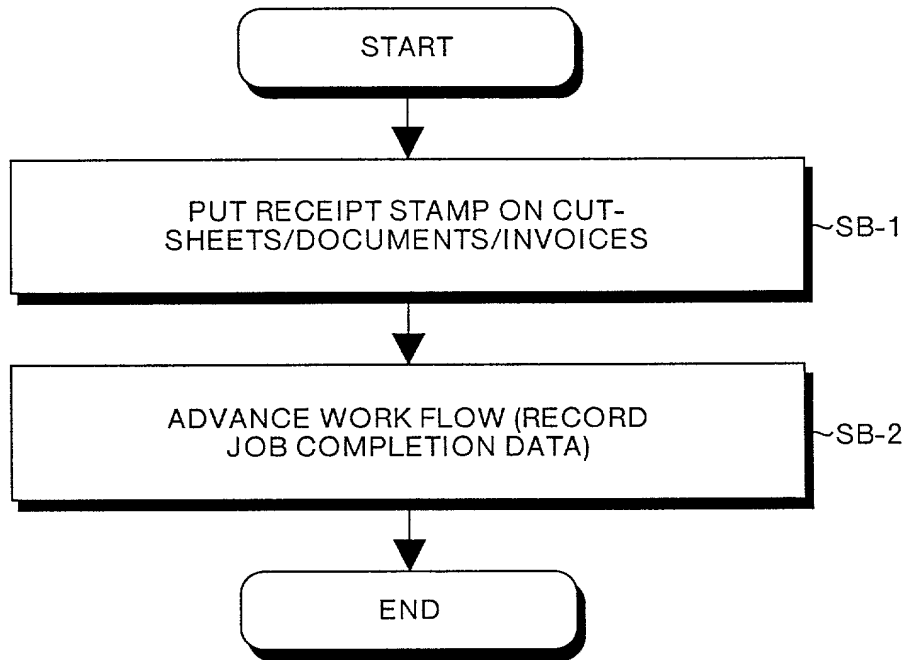 START
PUT RECEIPT STAMP ON CUT-
SHEETS/DOCUMENTS/INVOICES
~SB-1
ADVANCE WORK FLOW (RECORD
JOB COMPLETION DATA)
~SB-2
END